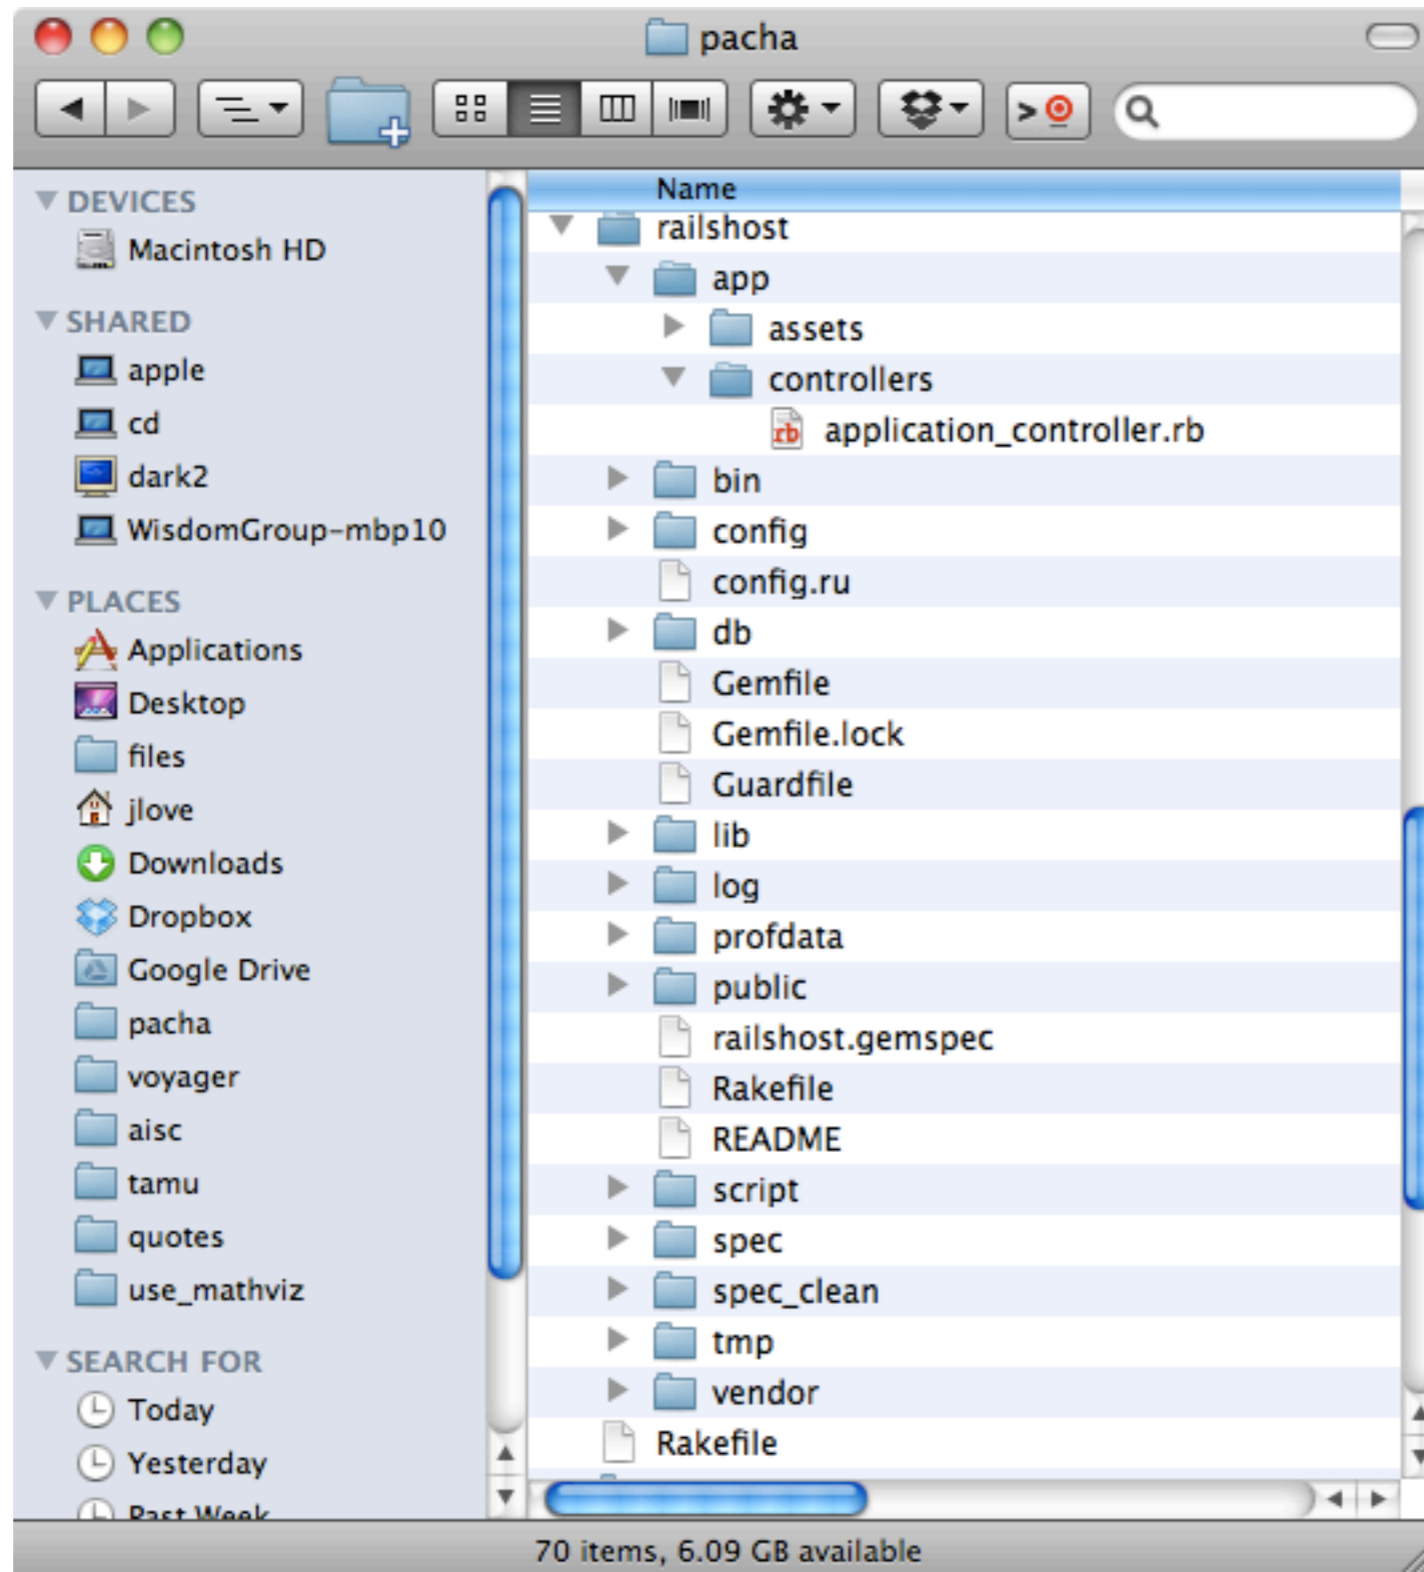 pacha
DEVICES
Macintosh HD
SHARED
apple
cd
dark2
WisdomGroup-mbp10
PLACES
Applications
Desktop
files
jlove
Downloads
Dropbox
Google Drive
pacha
voyager
aisc
tamu
quotes
use_mathviz
SEARCH FOR
Today
Yesterday
Past Week
Name
railshost
app
assets
controllers
rb application_controller.rb
bin
config
config.ru
db
Gemfile
Gemfile.lock
Guardfile
lib
log
profdata
public
railshost.gemspec
Rakefile
README
script
spec
spec_clean
tmp
vendor
Rakefile
70 items, 6.09 GB available